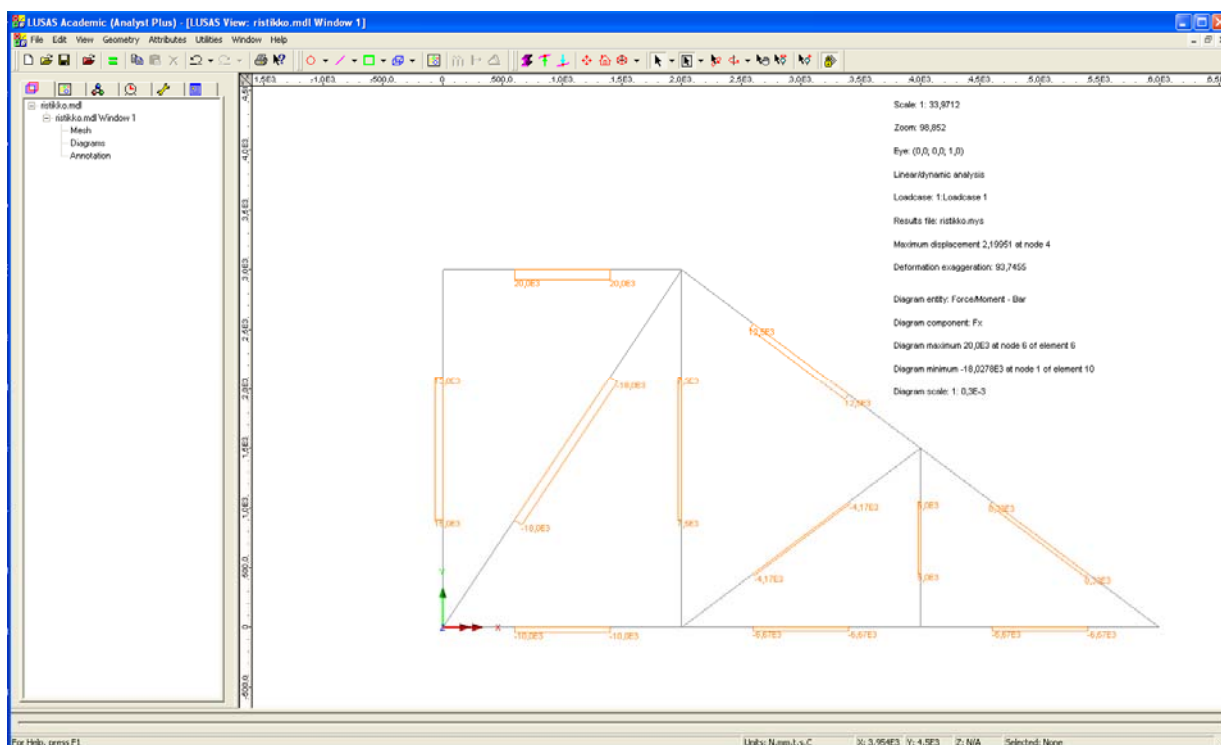 LUSAS Academic (Analyst Plus) - [LUSAS View: ristikko.mdl Window 1]
File Edit View Geometry Attributes Utilities Window Help
ristikko.mdl
ristikko.mdl Window 1
Mesh
Diagrams
Annotation
Scale: 1: 33,9712
Zoom: 98,852
Eye: (0,0; 0,0; 1,0)
Linear/dynamic analysis
Loadcase: 1:Loadcase 1
Results file: ristikko.mys
Maximum displacement 2,19951 at node 4
Deformation exaggeration: 93,7455
Diagram entity: Force/Moment - Bar
Diagram component: Fx
Diagram maximum 20,0E3 at node 6 of element 6
Diagram minimum -18,0278E3 at node 1 of element 10
Diagram scale: 1: 0,3E-3
20,0E3 20,0E3
12,5E3
-4,17E3
-4,17E3
Y
X
-10,0E3 -10,0E3
-6,67E3 -6,67E3
-6,67E3 -6,67E3
For Help, press F1
Units: N,mm,t,s,C X: 3,954E3 Y: 4,5E3 Z: N/A Selected: None